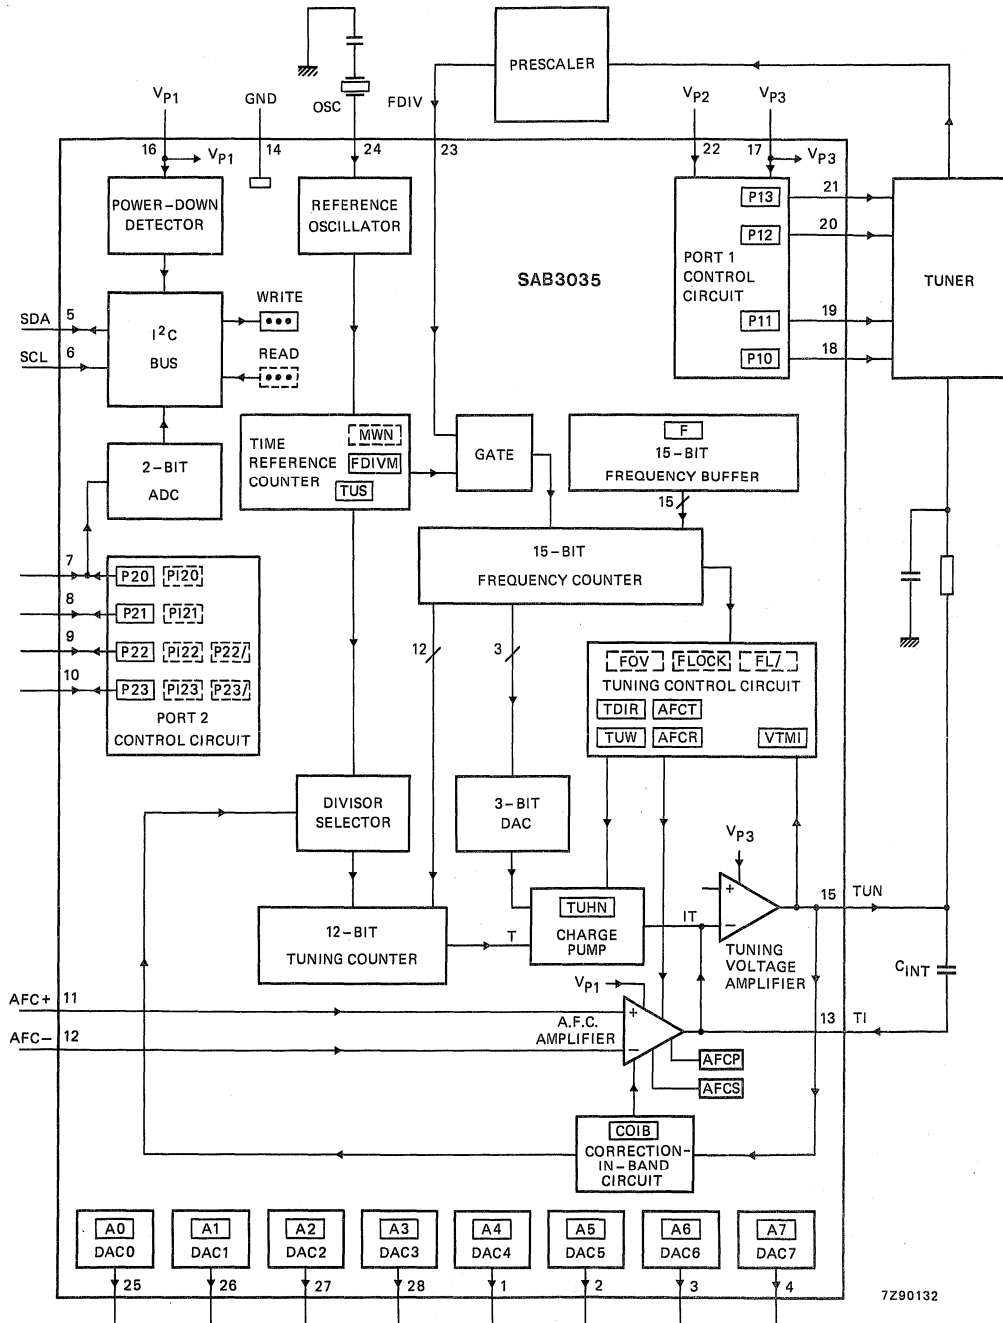 PRESCALER
VP1
GND
OSC
FDIV
VP2
VP3
16
VP1
14
24
23
22
17
VP3
POWER-DOWN
DETECTOR
REFERENCE
OSCILLATOR
SAB3035
P13
P12
PORT 1
CONTROL
CIRCUIT
P11
P10
21
20
19
18
TUNER
SDA
5
SCL
6
I²C
BUS
WRITE
READ
2-BIT
ADC
TIME
REFERENCE
COUNTER
MWN
FDIVM
TUS
GATE
F
15-BIT
FREQUENCY BUFFER
15
15-BIT
FREQUENCY COUNTER
7
8
9
10
P20 PI20
P21 PI21
P22 PI22 P22/
P23 PI23 P23/
PORT 2
CONTROL CIRCUIT
12
3
FOV FLOCK FL/
TUNING CONTROL CIRCUIT
TDIR AFCT
TUW AFCR VTMI
DIVISOR
SELECTOR
3-BIT
DAC
VP3
+
−
15 TUN
12-BIT
TUNING COUNTER
T
TUHN
CHARGE
PUMP
IT
TUNING
VOLTAGE
AMPLIFIER
CINT
AFC+ 11
AFC− 12
VP1
+
−
A.F.C.
AMPLIFIER
13 TI
AFCP
AFCS
COIB
CORRECTION-
IN-BAND
CIRCUIT
A0
DAC0
A1
DAC1
A2
DAC2
A3
DAC3
A4
DAC4
A5
DAC5
A6
DAC6
A7
DAC7
25
26
27
28
1
2
3
4
7Z90132